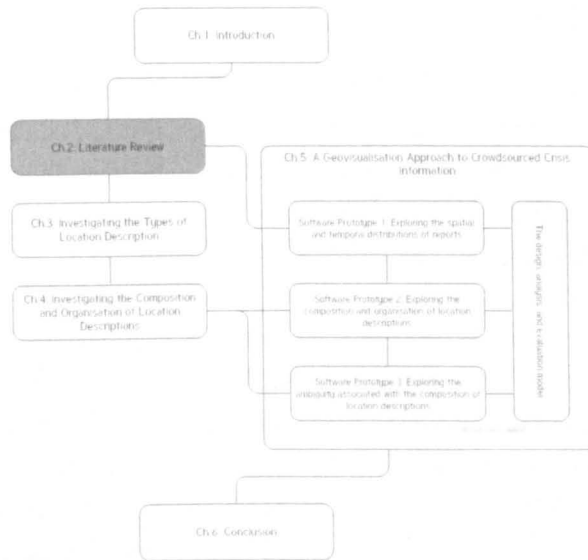 Ch.1: Introduction
Ch.2: Literature Review
Ch.5: A Geovisualisation Approach to Crowdsourced Crisis
Information
Ch.3: Investigating the Types of
Location Description
Software Prototype 1: Exploring the spatial
and temporal distributions of reports
Ch.4: Investigating the Composition
and Organisation of Location
Descriptions
Software Prototype 2: Exploring the
composition and organisation of location
descriptions
Software Prototype 3: Exploring the
ambiguity associated with the composition of
location descriptions
The design, analysis, and evaluation
Ch.6: Conclusion